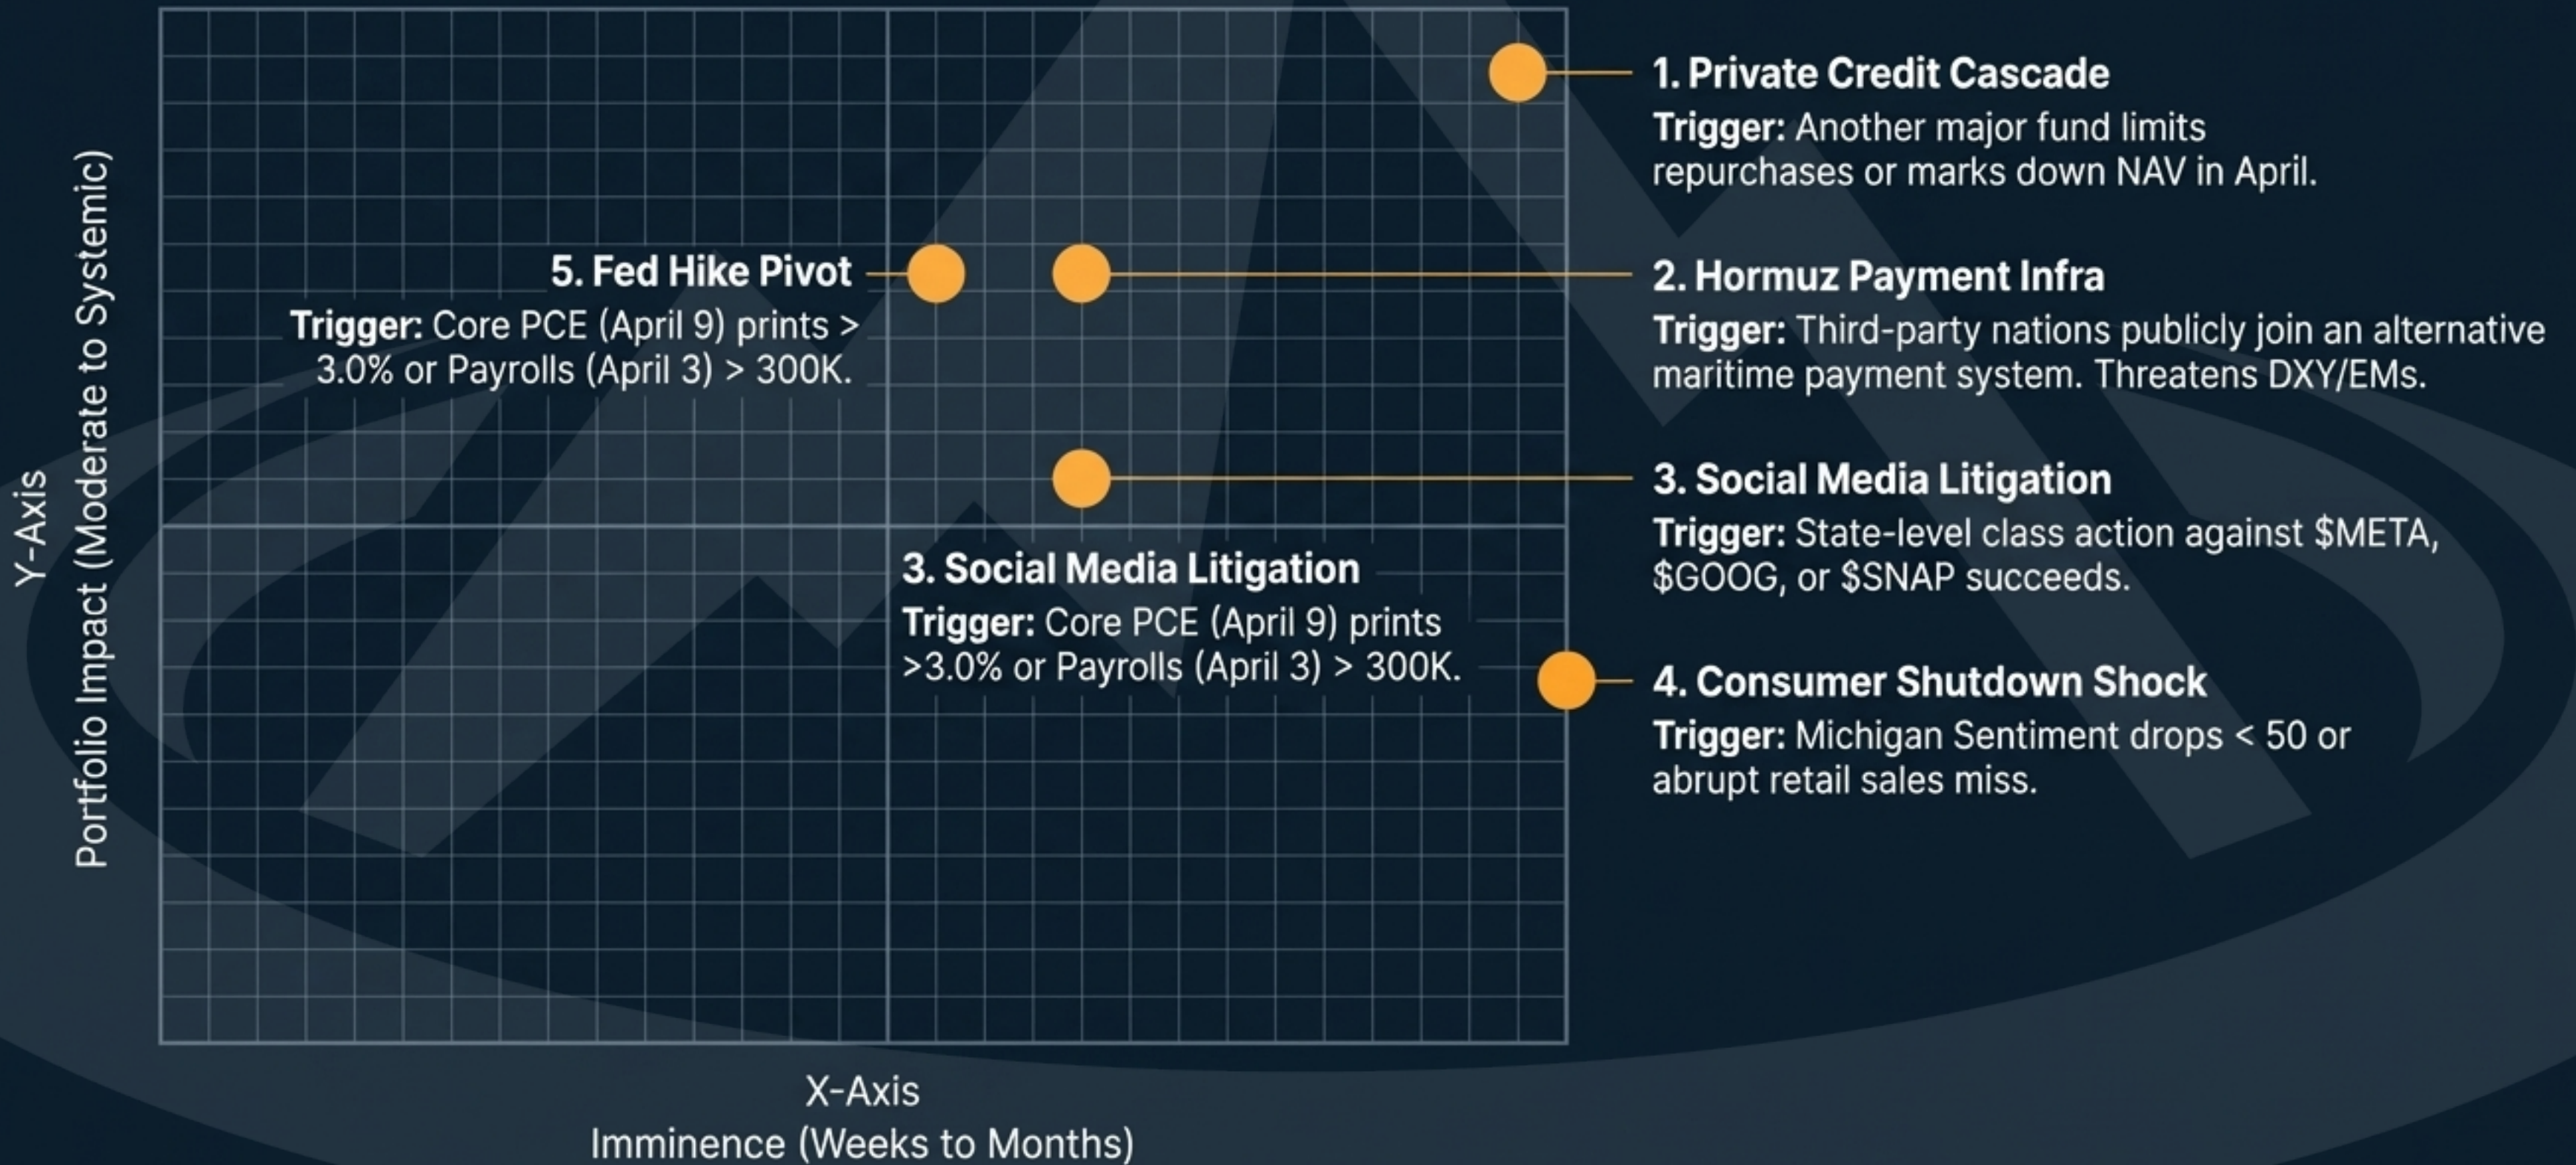 1. Private Credit Cascade
Trigger: Another major fund limits
repurchases or marks down NAV in April.
5. Fed Hike Pivot
Trigger: Core PCE (April 9) prints >
3.0% or Payrolls (April 3) > 300K.
2. Hormuz Payment Infra
Trigger: Third-party nations publicly join an alternative
maritime payment system. Threatens DXY/EMs.
3. Social Media Litigation
Trigger: State-level class action against $META,
$GOOG, or $SNAP succeeds.
3. Social Media Litigation
Trigger: Core PCE (April 9) prints
>3.0% or Payrolls (April 3) > 300K.
4. Consumer Shutdown Shock
Trigger: Michigan Sentiment drops < 50 or
abrupt retail sales miss.
Y-Axis
Portfolio Impact (Moderate to Systemic)
X-Axis
Imminence (Weeks to Months)